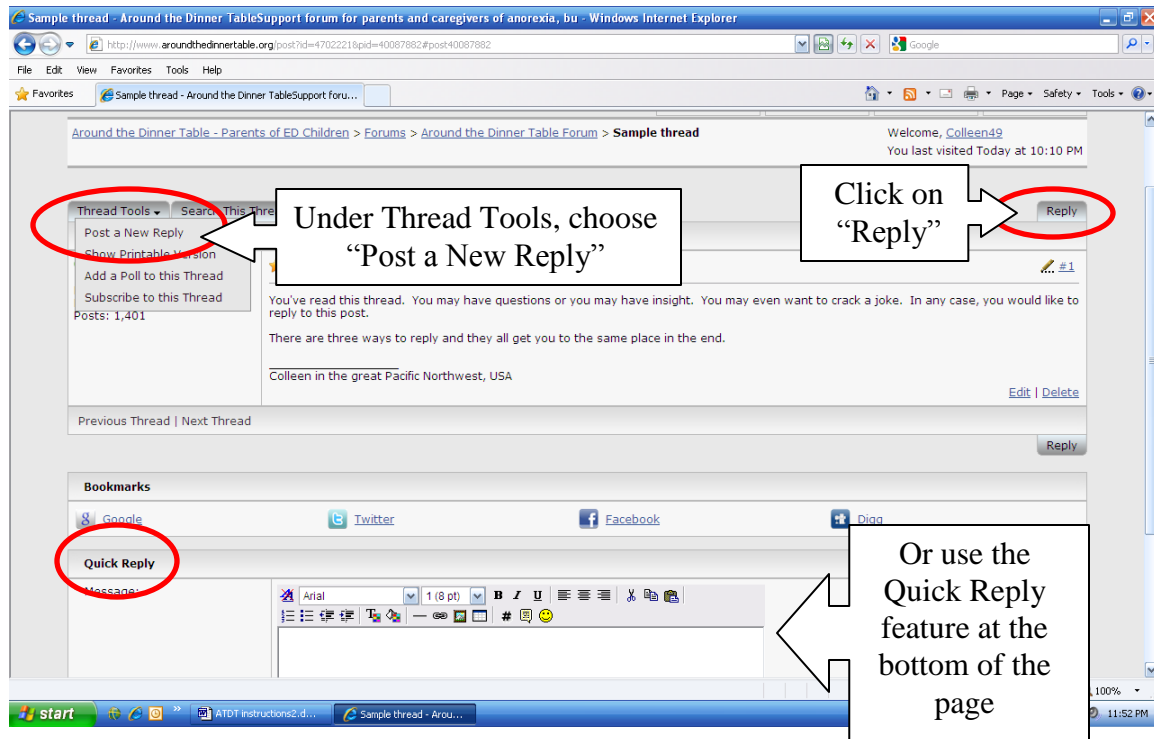 Sample thread - Around the Dinner TableSupport forum for parents and caregivers of anorexia, bu - Windows Internet Explorer
http://www.aroundthedinnertable.org/post?id=4702221&pid=40087882#post40087882
Google
File Edit View Favorites Tools Help
Favorites
Sample thread - Around the Dinner TableSupport foru...
Page Safety Tools
Around the Dinner Table - Parents of ED Children > Forums > Around the Dinner Table Forum > Sample thread
Welcome, Colleen49
You last visited Today at 10:10 PM
Thread Tools Search This Thre
Under Thread Tools, choose
"Post a New Reply"
Click on
"Reply"
Reply
Post a New Reply
Show Printable Version
Add a Poll to this Thread
Subscribe to this Thread
Posts: 1,401
#1
You've read this thread. You may have questions or you may have insight. You may even want to crack a joke. In any case, you would like to
reply to this post.
There are three ways to reply and they all get you to the same place in the end.
Colleen in the great Pacific Northwest, USA
Edit | Delete
Previous Thread | Next Thread
Reply
Bookmarks
Google Twitter Facebook Digg
Quick Reply
Message:
Arial 1 (8 pt) B I U
#
Or use the
Quick Reply
feature at the
bottom of the
page
100%
start
ATDT instructions2.d...
Sample thread - Arou...
11:52 PM